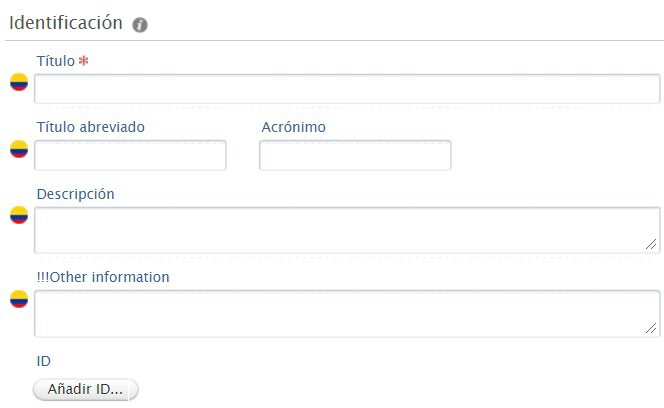 Identificación
Título *
Título abreviado Acrónimo
Descripción
!!!Other information
ID
Añadir ID...